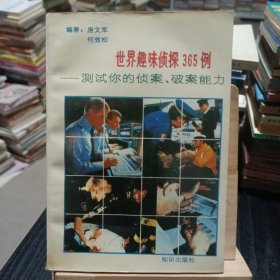 编著：房文军
何敬松
世界趣味侦探365例
——测试你的侦案、破案能力
知识出版社